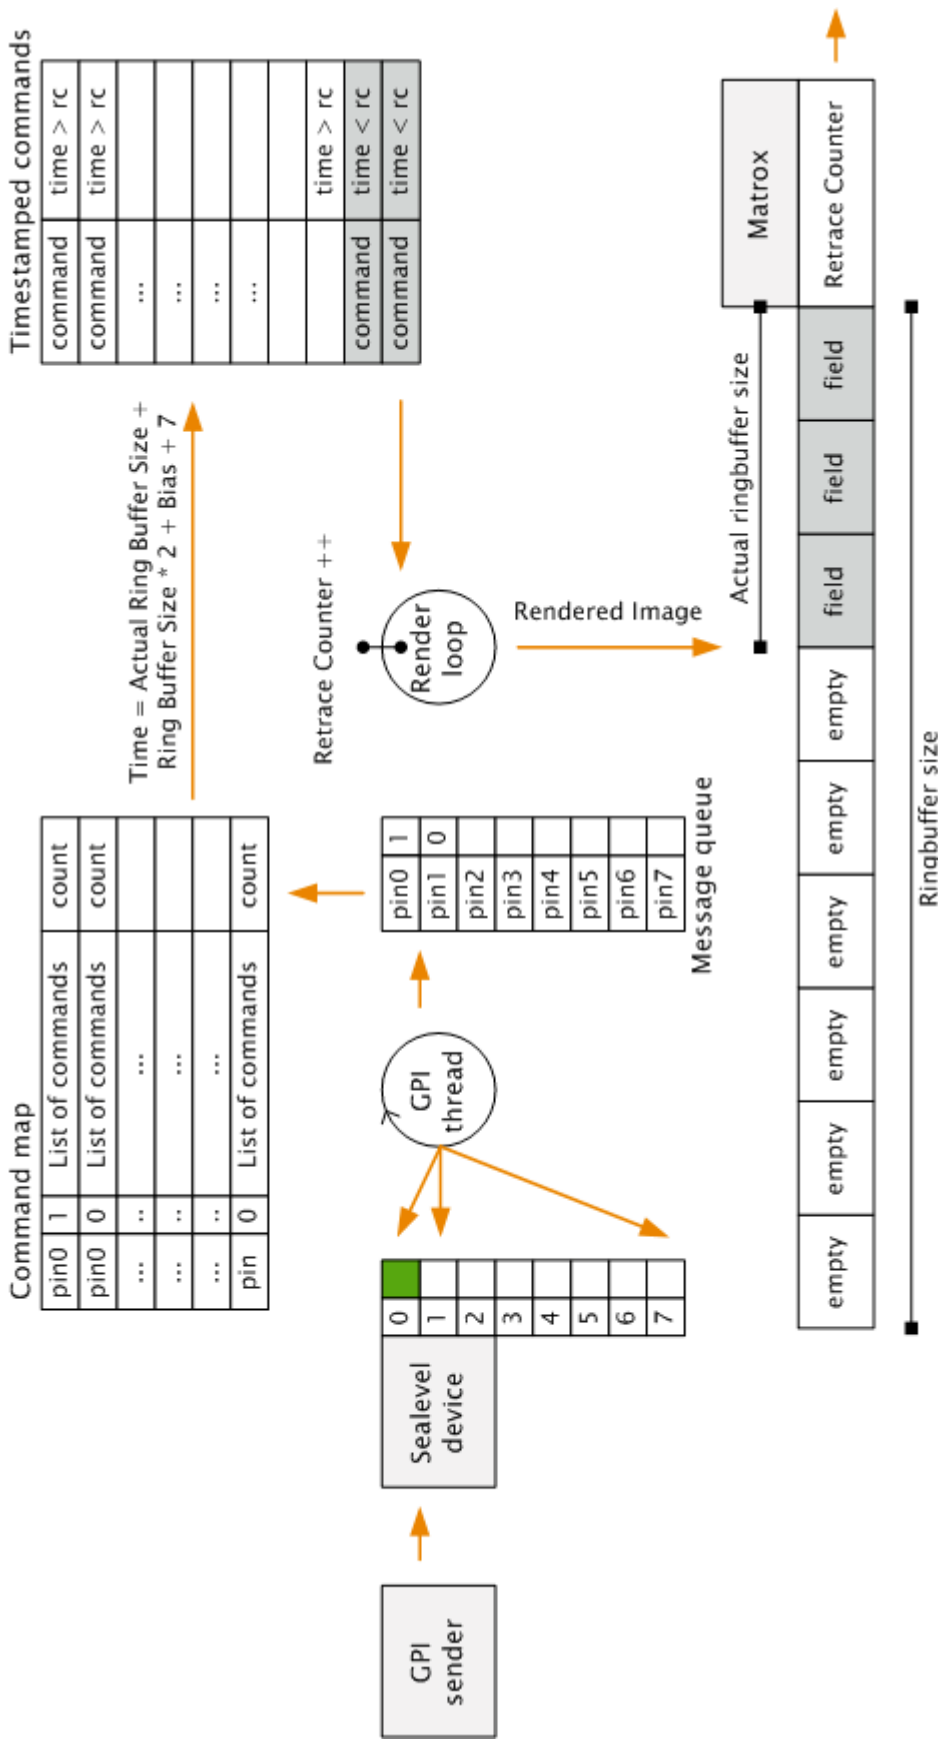 Command map
pin0 1 List of commands count
pin0 0 List of commands count
... .. ...
... .. ...
... .. ...
pin 0 List of commands count
Time = Actual Ring Buffer Size +
Ring Buffer Size * 2 + Bias + 7
Timestamped commands
command time > rc
command time > rc
...
...
...
...
time > rc
command time < rc
command time < rc
GPI
sender
Sealevel
device
0
1
2
3
4
5
6
7
GPI
thread
pin0 1
pin1 0
pin2
pin3
pin4
pin5
pin6
pin7
Message queue
Retrace Counter ++
Render
loop
Rendered Image
Actual ringbuffer size
Matrox
empty empty empty empty empty empty field field field Retrace Counter
Ringbuffer size